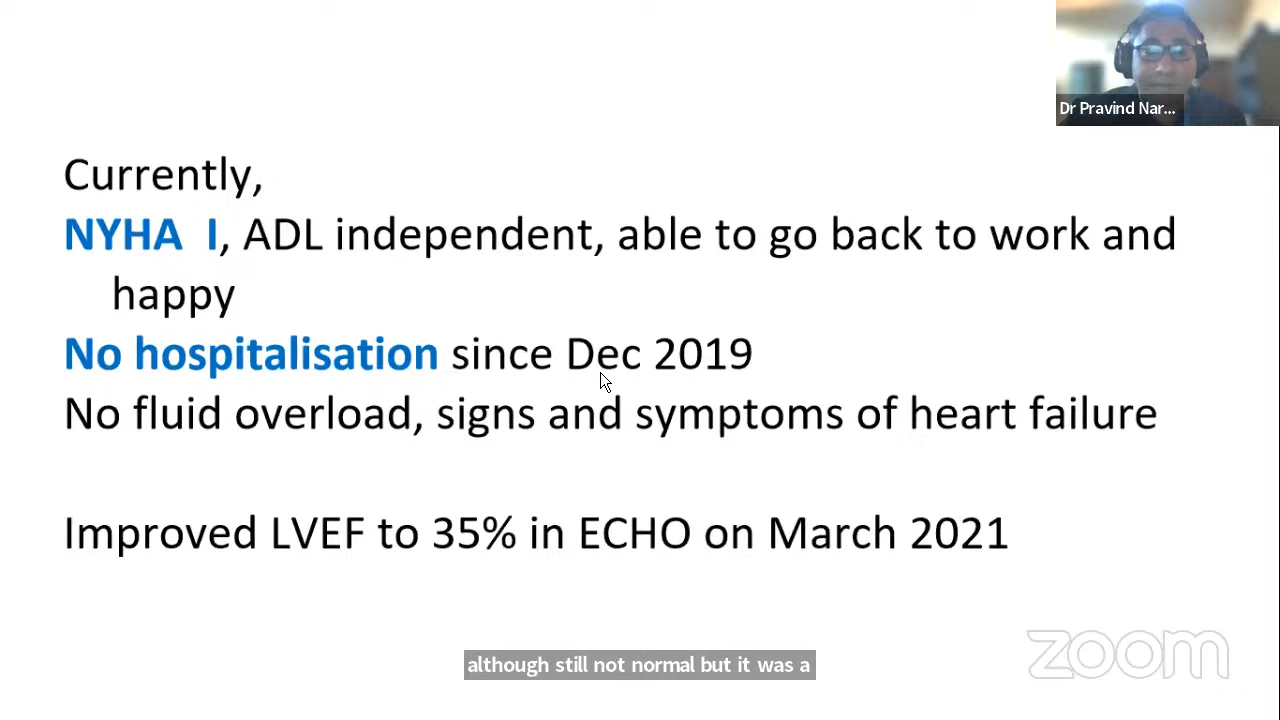 Dr Pravind Nar...
Currently,
NYHA I, ADL independent, able to go back to work and
happy
No hospitalisation since Dec 2019
No fluid overload, signs and symptoms of heart failure
Improved LVEF to 35% in ECHO on March 2021
although still not normal but it was a
zoom